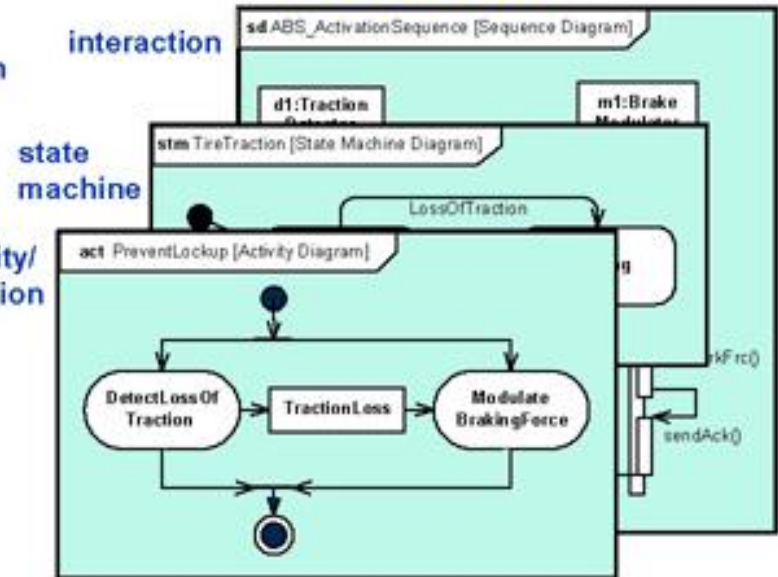 interaction
sd ABS_ActivationSequence [Sequence Diagram]
d1:Traction
m1:Brake
state
machine
stm TireTraction [State Machine Diagram]
LossOfTraction
act PreventLockup [Activity Diagram]
DetectLossOf
Traction
TractionLoss
Modulate
BrakingForce
sendAck()